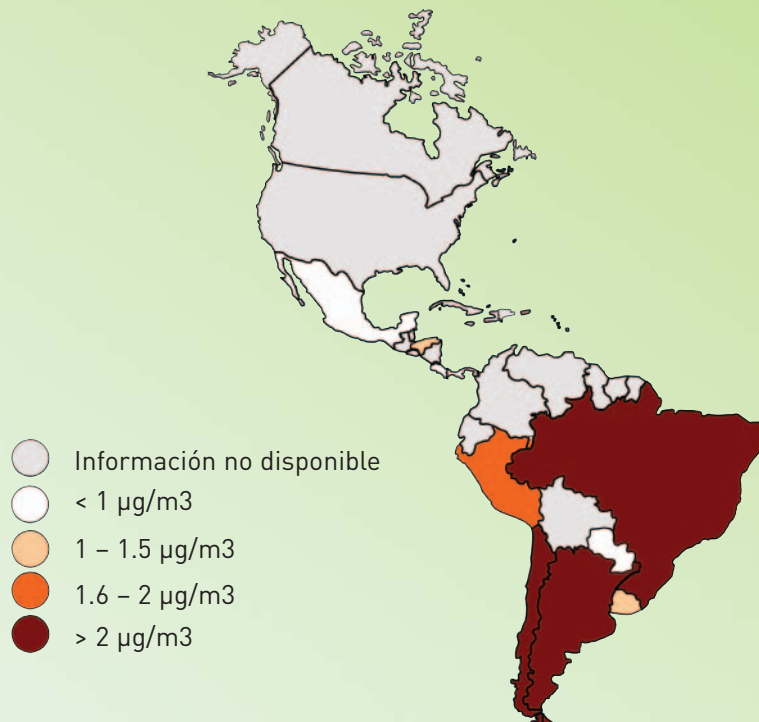 Información no disponible
< 1 µg/m3
1 – 1.5 µg/m3
1.6 – 2 µg/m3
> 2 µg/m3